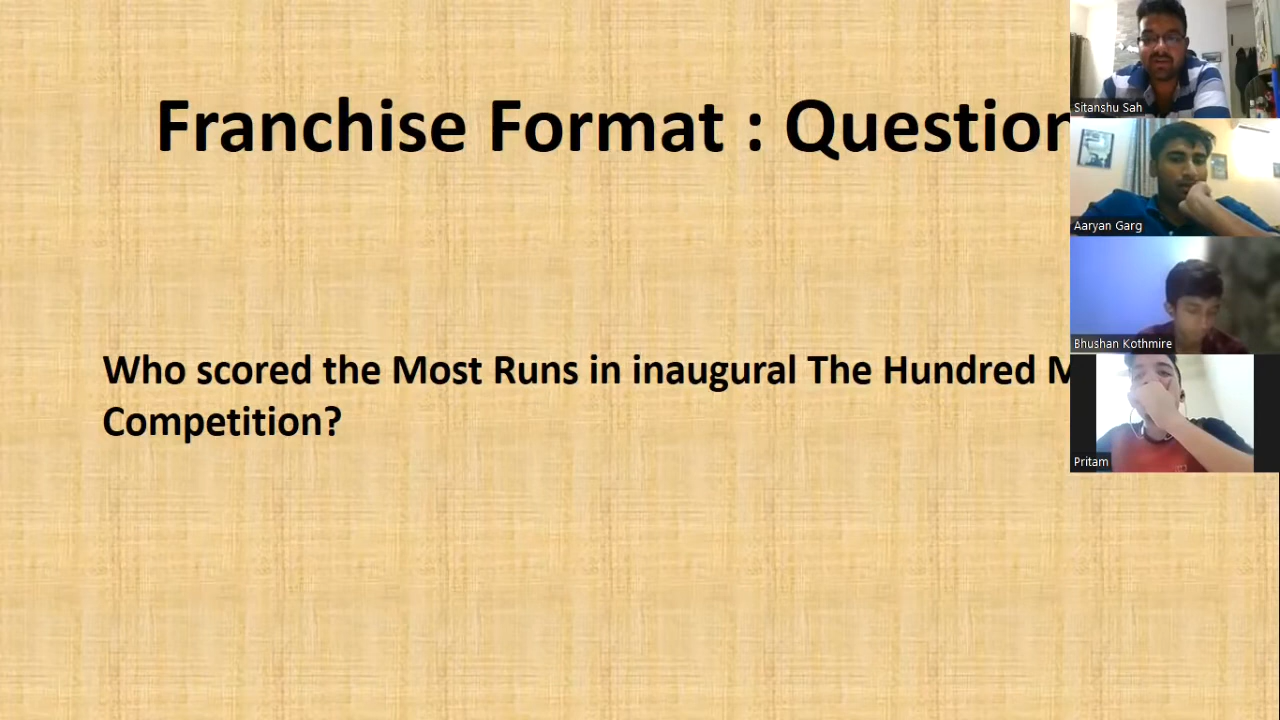 Franchise Format : Question
Who scored the Most Runs in inaugural The Hundred
Competition?
Sitanshu Sah
Aaryan Garg
Bhushan Kothmire
Pritam